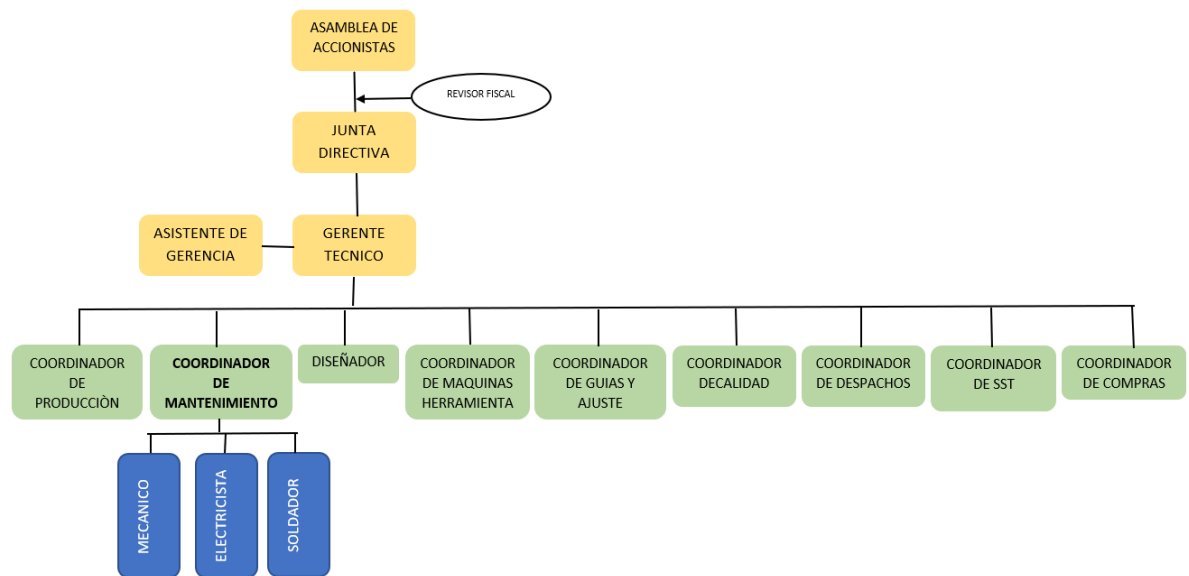 ASAMBLEA DE
ACCIONISTAS
REVISOR FISCAL
JUNTA
DIRECTIVA
ASISTENTE DE
GERENCIA
GERENTE
TECNICO
COORDINADOR
DE
PRODUCCIÒN
COORDINADOR
DE
MANTENIMIENTO
DISEÑADOR
COORDINADOR
DE MAQUINAS
HERRAMIENTA
COORDINADOR
DE GUIAS Y
AJUSTE
COORDINADOR
DECALIDAD
COORDINADOR
DE DESPACHOS
COORDINADOR
DE SST
COORDINADOR
DE COMPRAS
MECANICO
ELECTRICISTA
SOLDADOR